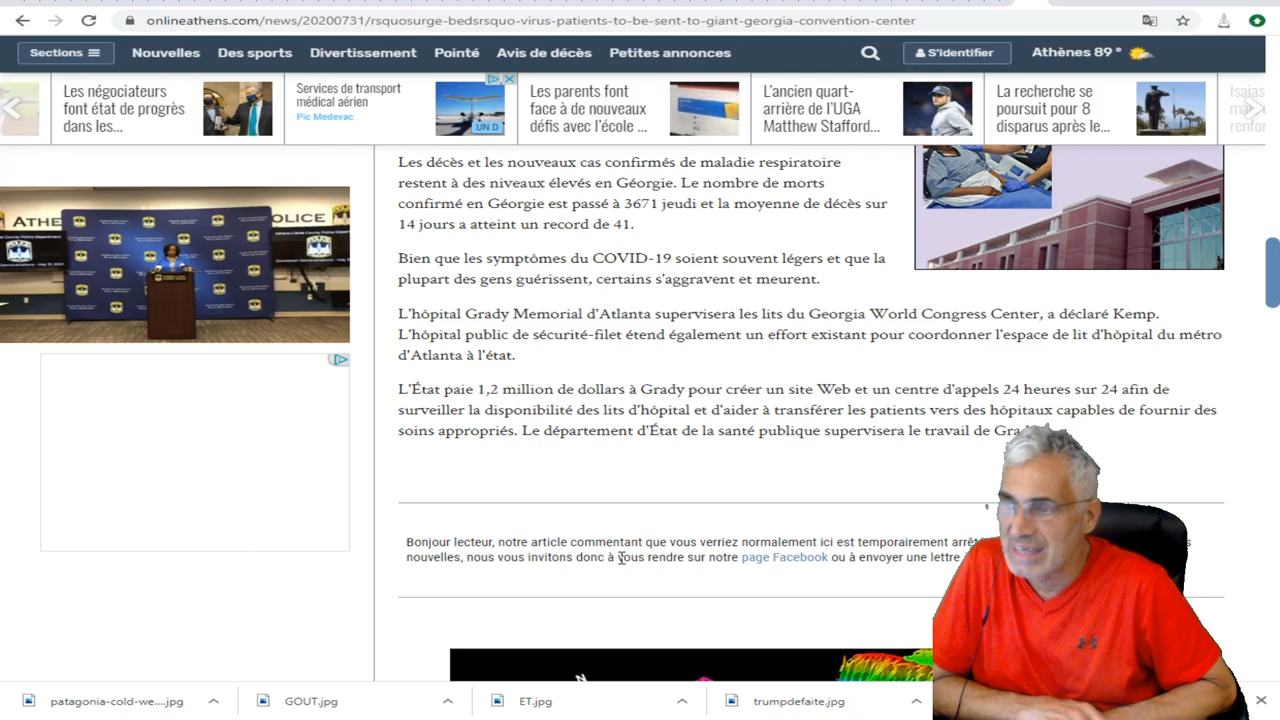 onlineathens.com/news/20200731/rsquosurge-bedsrsquo-virus-patients-to-be-sent-to-giant-georgia-convention-center
Sections
Nouvelles
Des sports
Divertissement
Pointé
Avis de décès
Petites annonces
S'identifier
Athènes 89 °
Les négociateurs
font état de progrès
dans les...
Services de transport
médical aérien
Pic Medevac
UN D
Les parents font
face à de nouveaux
défis avec l'école ...
L'ancien quart-
arrière de l'UGA
Matthew Stafford...
La recherche se
poursuit pour 8
disparus après le...
Isaias
renfor
Les décès et les nouveaux cas confirmés de maladie respiratoire
restent à des niveaux élevés en Géorgie. Le nombre de morts
confirmé en Géorgie est passé à 3671 jeudi et la moyenne de décès sur
14 jours a atteint un record de 41.
Bien que les symptômes du COVID-19 soient souvent légers et que la
plupart des gens guérissent, certains s'aggravent et meurent.
L'hôpital Grady Memorial d'Atlanta supervisera les lits du Georgia World Congress Center, a déclaré Kemp.
L'hôpital public de sécurité-filet étend également un effort existant pour coordonner l'espace de lit d'hôpital du métro
d'Atlanta à l'état.
L'État paie 1,2 million de dollars à Grady pour créer un site Web et un centre d'appels 24 heures sur 24 afin de
surveiller la disponibilité des lits d'hôpital et d'aider à transférer les patients vers des hôpitaux capables de fournir des
soins appropriés. Le département d'État de la santé publique supervisera le travail de Gra
ATHE
POLICE
Bonjour lecteur, notre article commentant que vous verriez normalement ici est temporairement arrêt
nouvelles, nous vous invitons donc à vous rendre sur notre page Facebook ou à envoyer une lettre
patagonia-cold-we....jpg
GOUT.jpg
ET.jpg
trumpdefaite.jpg